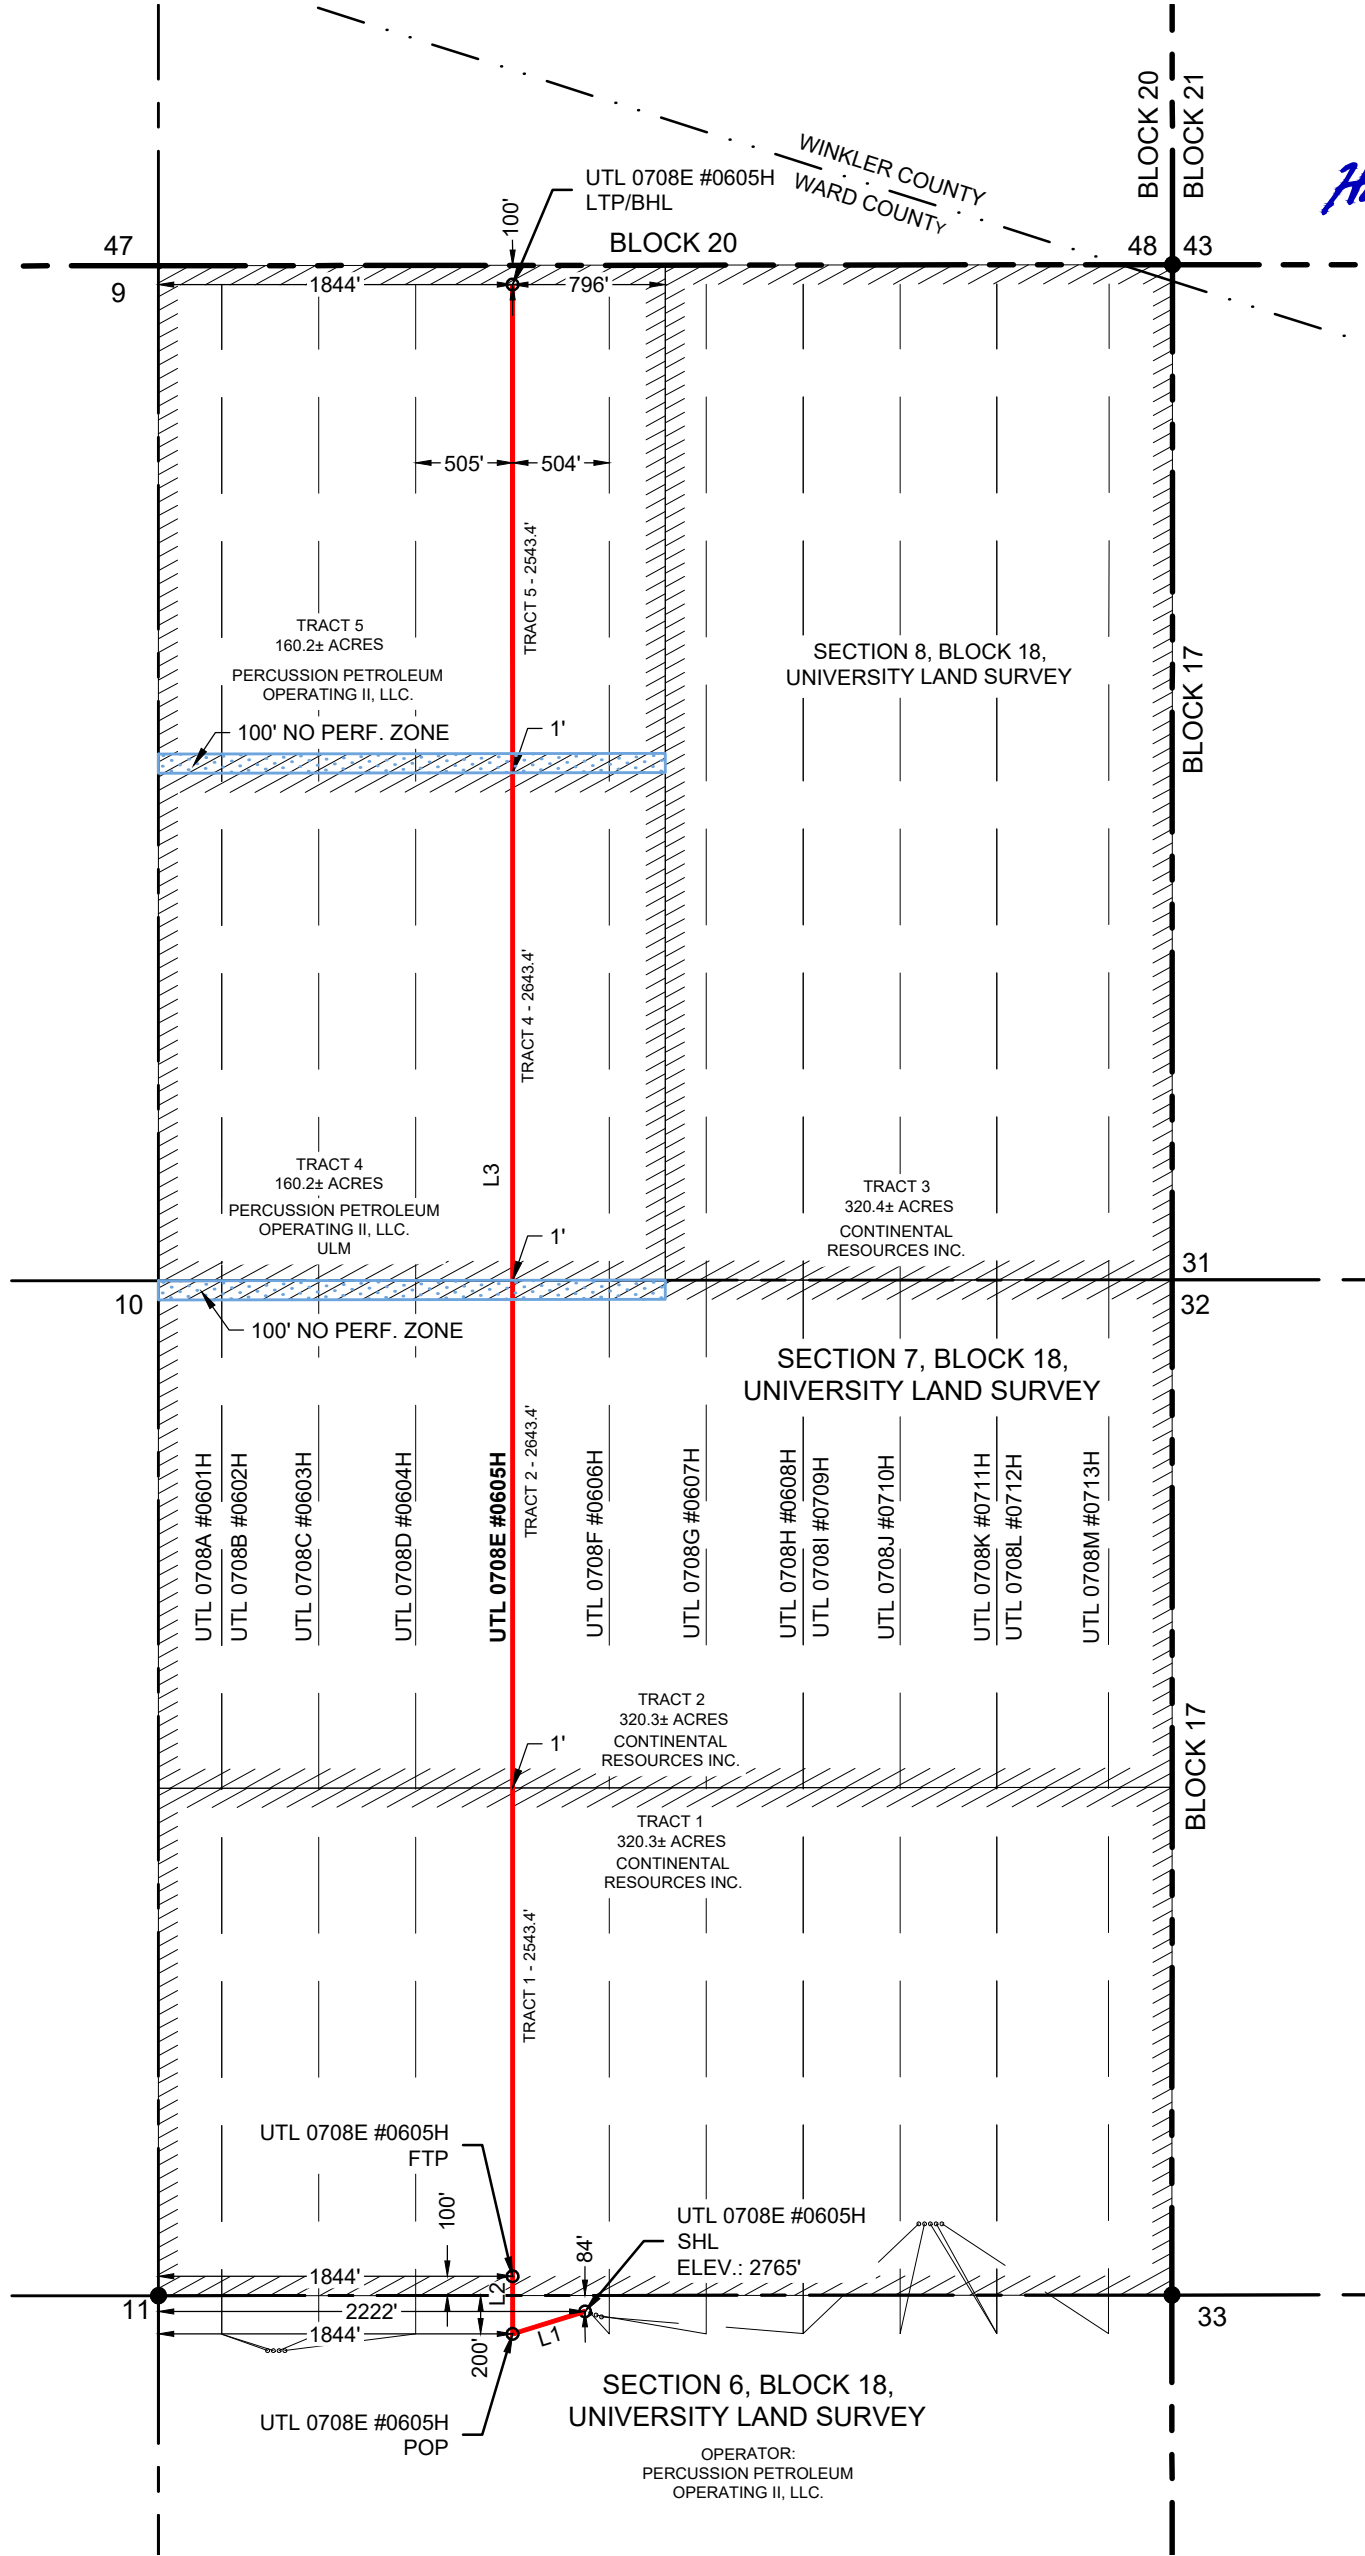 BLOCK 20
BLOCK 21
WINKLER COUNTY
WARD COUNTY
UTL 0708E #0605H
LTP/BHL
100'
BLOCK 20
47
48
43
9
1844'
796'
505'
504'
TRACT 5 - 2543.4'
TRACT 5
160.2± ACRES
PERCUSSION PETROLEUM
OPERATING II, LLC.
SECTION 8, BLOCK 18,
UNIVERSITY LAND SURVEY
BLOCK 17
100' NO PERF. ZONE
1'
TRACT 4 - 2643.4'
L3
TRACT 4
160.2± ACRES
PERCUSSION PETROLEUM
OPERATING II, LLC.
ULM
TRACT 3
320.4± ACRES
CONTINENTAL
RESOURCES INC.
1'
31
10
32
100' NO PERF. ZONE
SECTION 7, BLOCK 18,
UNIVERSITY LAND SURVEY
UTL 0708A #0601H
UTL 0708B #0602H
UTL 0708C #0603H
UTL 0708D #0604H
UTL 0708E #0605H
TRACT 2 - 2643.4'
UTL 0708F #0606H
UTL 0708G #0607H
UTL 0708H #0608H
UTL 0708I #0709H
UTL 0708J #0710H
UTL 0708K #0711H
UTL 0708L #0712H
UTL 0708M #0713H
TRACT 2
320.3± ACRES
CONTINENTAL
RESOURCES INC.
1'
BLOCK 17
TRACT 1
320.3± ACRES
CONTINENTAL
RESOURCES INC.
TRACT 1 - 2543.4'
UTL 0708E #0605H
FTP
100'
UTL 0708E #0605H
SHL
ELEV.: 2765'
84'
1844'
L2
11
2222'
33
1844'
200'
L1
UTL 0708E #0605H
POP
SECTION 6, BLOCK 18,
UNIVERSITY LAND SURVEY
OPERATOR:
PERCUSSION PETROLEUM
OPERATING II, LLC.